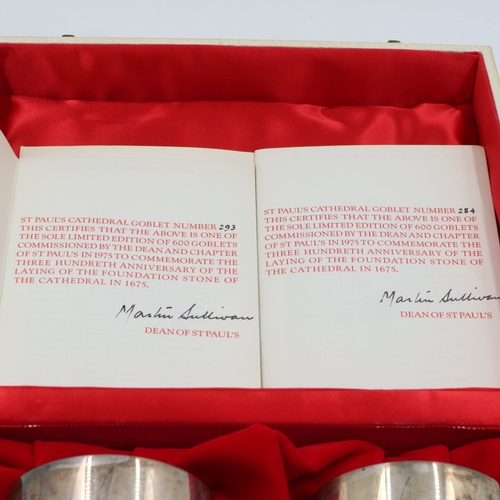 ST PAUL'S CATHEDRAL GOBLET NUMBER 293
THIS CERTIFIES THAT THE ABOVE IS ONE OF
THE SOLE LIMITED EDITION OF 600 GOBLETS
COMMISSIONED BY THE DEAN AND CHAPTER
OF ST PAUL'S IN 1975 TO COMMEMORATE THE
THREE HUNDRETH ANNIVERSARY OF THE
LAYING OF THE FOUNDATION STONE OF
THE CATHEDRAL IN 1675.
Martin Sullivan
DEAN OF ST PAUL'S
ST PAUL'S CATHEDRAL GOBLET NUMBER 284
THIS CERTIFIES THAT THE ABOVE IS ONE OF
THE SOLE LIMITED EDITION OF 600 GOBLETS
COMMISSIONED BY THE DEAN AND CHAPTER
OF ST PAUL'S IN 1975 TO COMMEMORATE THE
THREE HUNDRETH ANNIVERSARY OF THE
LAYING OF THE FOUNDATION STONE OF
THE CATHEDRAL IN 1675.
Martin Sullivan
DEAN OF ST PAUL'S